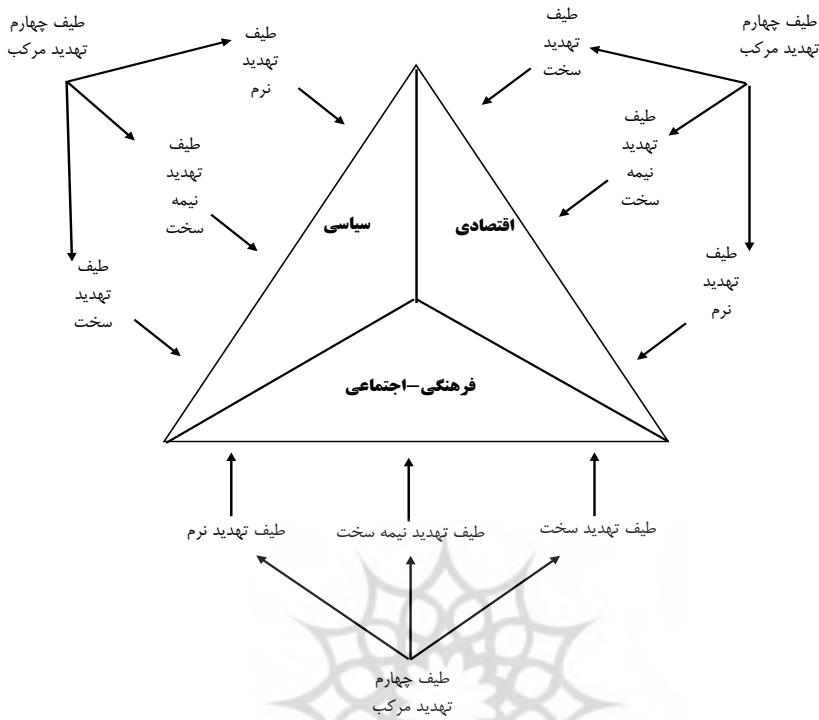 طیف چهارم
تهدید مرکب
طیف
تهدید
سخت
طیف
تهدید
نیمه
سخت
طیف
تهدید
نرم
طیف چهارم
تهدید مرکب
طیف
تهدید
نرم
طیف
تهدید
نیمه
سخت
طیف
تهدید
سخت
اقتصادی
سیاسی
فرهنگی-اجتماعی
طیف تهدید سخت
طیف تهدید نیمه سخت
طیف تهدید نرم
طیف چهارم
تهدید مرکب